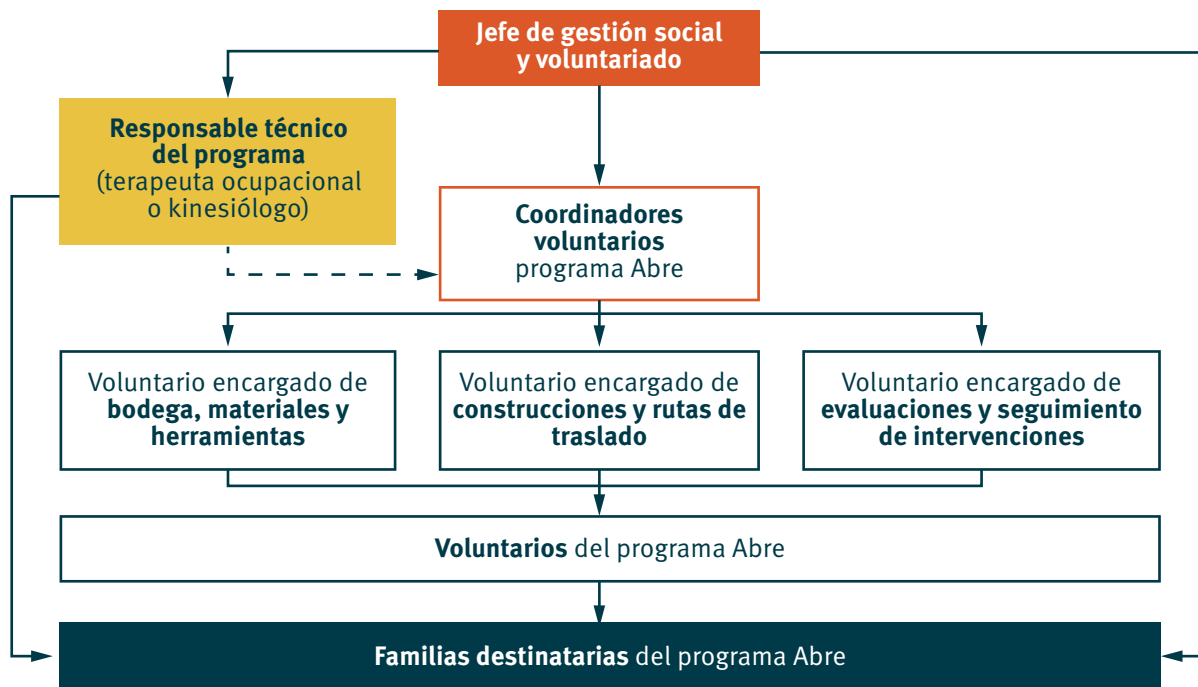 Jefe de gestión social
y voluntariado
Responsable técnico
del programa
(terapeuta ocupacional
o kinesiólogo)
Coordinadores
voluntarios
programa Abre
Voluntario encargado de
bodega, materiales y
herramientas
Voluntario encargado de
construcciones y rutas de
traslado
Voluntario encargado de
evaluaciones y seguimiento
de intervenciones
Voluntarios del programa Abre
Familias destinatarias del programa Abre